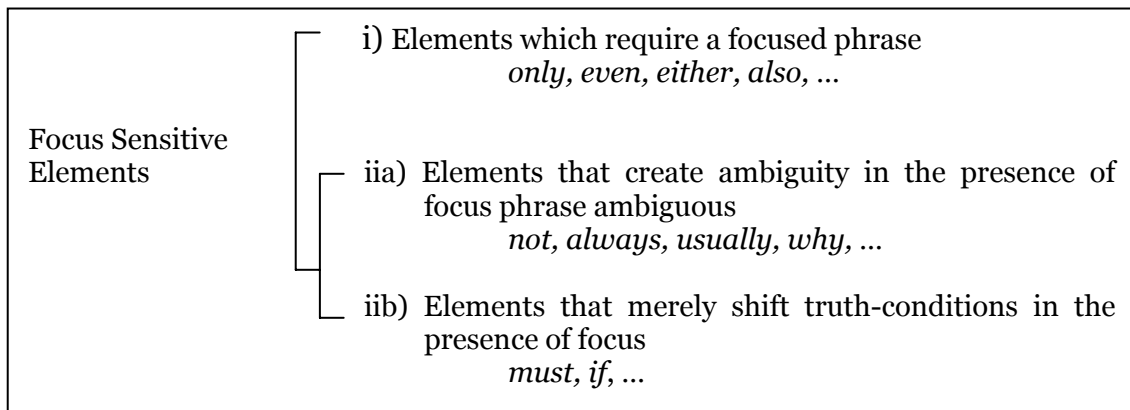 i) Elements which require a focused phrase
only, even, either, also, ...
Focus Sensitive
Elements
iia) Elements that create ambiguity in the presence of
focus phrase ambiguous
not, always, usually, why, ...
iib) Elements that merely shift truth-conditions in the
presence of focus
must, if, ...